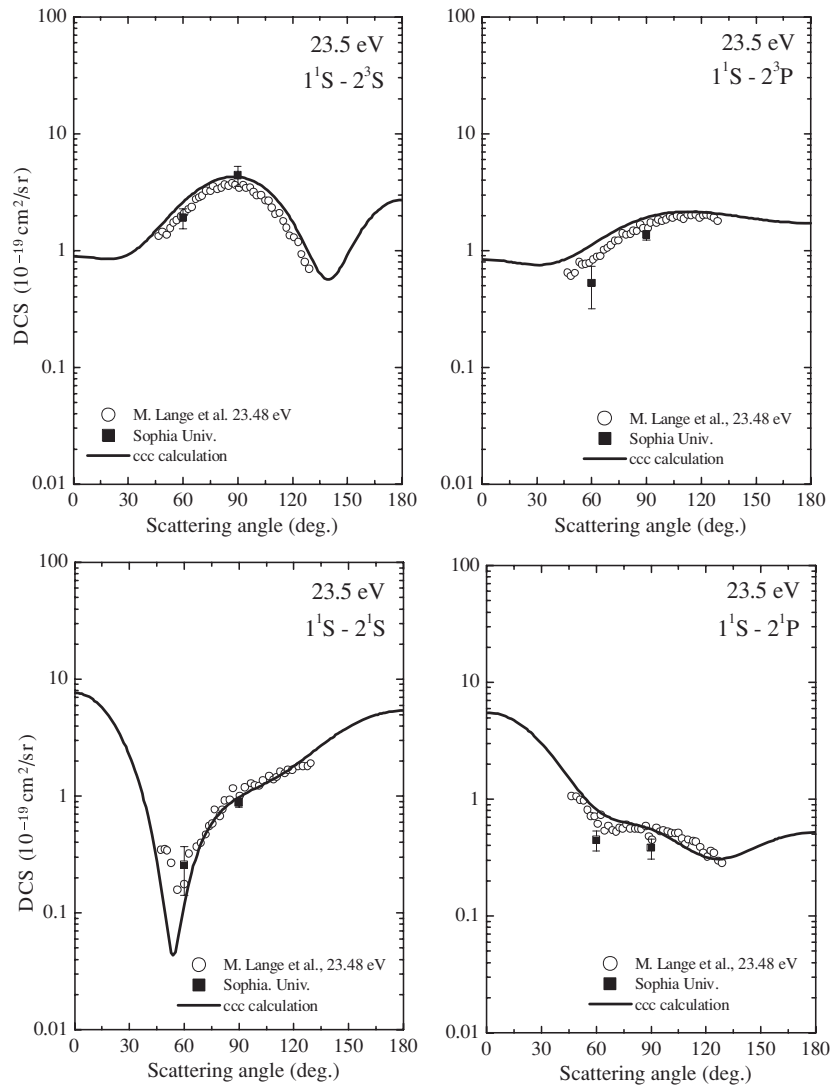 100
23.5 eV
1¹S - 2³S
10
1
0.1
DCS (10⁻¹⁹ cm²/sr)
M. Lange et al. 23.48 eV
Sophia Univ.
ccc calculation
0.01
0 30 60 90 120 150 180
Scattering angle (deg.)
100
23.5 eV
1¹S - 2³P
10
1
0.1
M. Lange et al., 23.48 eV
Sophia Univ.
ccc calculation
0.01
0 30 60 90 120 150 180
Scattering angle (deg.)
100
23.5 eV
1¹S - 2¹S
10
1
0.1
DCS (10⁻¹⁹ cm²/sr)
M. Lange et al., 23.48 eV
Sophia. Univ.
ccc calculation
0.01
0 30 60 90 120 150 180
Scattering angle (deg.)
100
23.5 eV
1¹S - 2¹P
10
1
0.1
M. Lange et al., 23.48 eV
Sophia Univ.
ccc calculation
0.01
0 30 60 90 120 150 180
Scattering angle (deg.)